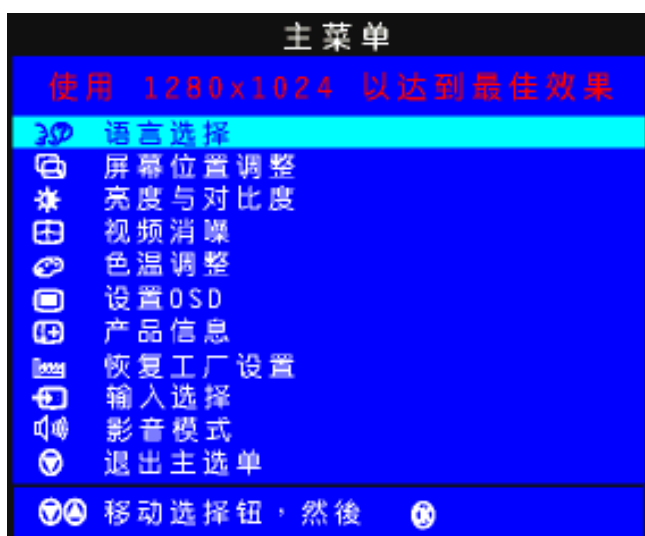 主菜单
使用 1280x1024 以达到最佳效果
语言选择
屏幕位置调整
亮度与对比度
视频消噪
色温调整
设置OSD
产品信息
恢复工厂设置
输入选择
影音模式
退出主选单
移动选择钮，然後 OK